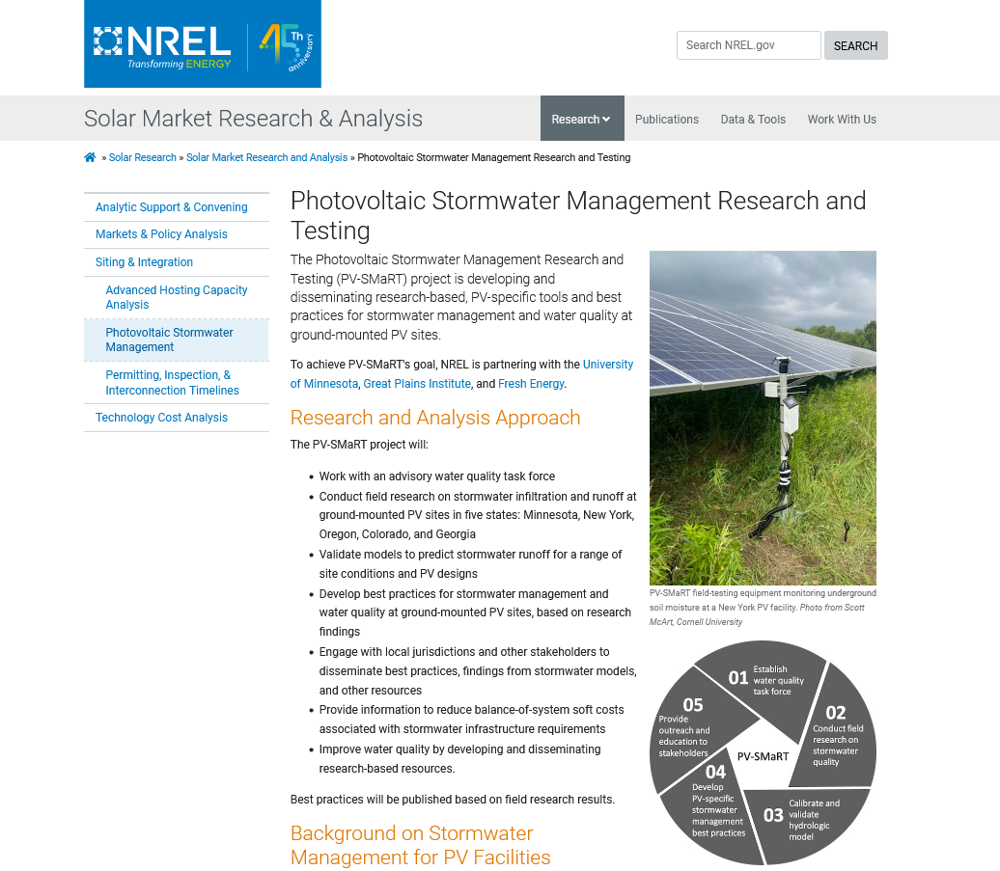 NREL
Transforming ENERGY
45Th
anniversary
Search NREL.gov
SEARCH
Solar Market Research & Analysis
Research
Publications
Data & Tools
Work With Us
» Solar Research » Solar Market Research and Analysis » Photovoltaic Stormwater Management Research and Testing
Analytic Support & Convening
Markets & Policy Analysis
Siting & Integration
Advanced Hosting Capacity
Analysis
Photovoltaic Stormwater
Management
Permitting, Inspection, &
Interconnection Timelines
Technology Cost Analysis
Photovoltaic Stormwater Management Research and
Testing
The Photovoltaic Stormwater Management Research and
Testing (PV-SMaRT) project is developing and
disseminating research-based, PV-specific tools and best
practices for stormwater management and water quality at
ground-mounted PV sites.
To achieve PV-SMaRT's goal, NREL is partnering with the University
of Minnesota, Great Plains Institute, and Fresh Energy.
Research and Analysis Approach
The PV-SMaRT project will:
• Work with an advisory water quality task force
• Conduct field research on stormwater infiltration and runoff at
ground-mounted PV sites in five states: Minnesota, New York,
Oregon, Colorado, and Georgia
• Validate models to predict stormwater runoff for a range of
site conditions and PV designs
• Develop best practices for stormwater management and
water quality at ground-mounted PV sites, based on research
findings
• Engage with local jurisdictions and other stakeholders to
disseminate best practices, findings from stormwater models,
and other resources
• Provide information to reduce balance-of-system soft costs
associated with stormwater infrastructure requirements
• Improve water quality by developing and disseminating
research-based resources.
Best practices will be published based on field research results.
Background on Stormwater
Management for PV Facilities
PV-SMaRT field-testing equipment monitoring underground
soil moisture at a New York PV facility. Photo from Scott
McArt, Cornell University
01
Establish
water quality
task force
02
Conduct field
research on
stormwater
quality
03
Calibrate and
validate
hydrologic
model
04
Develop
PV-specific
stormwater
management
best practices
05
Provide
outreach and
education to
stakeholders
PV-SMaRT